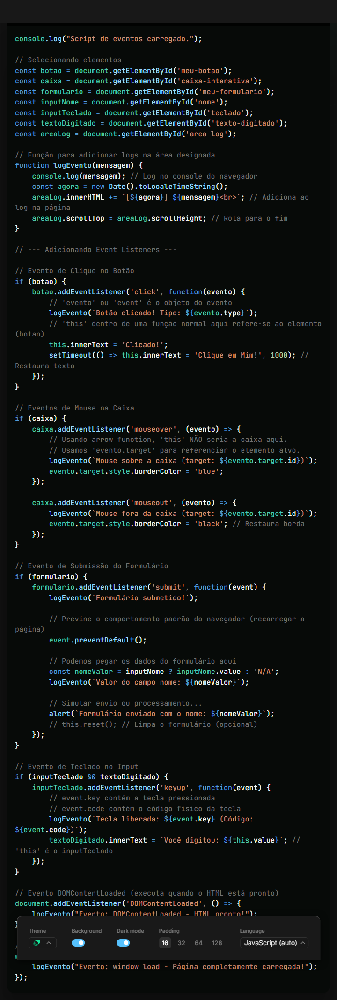 console.log("Script de eventos carregado.");
// Selecionando elementos
const botao = document.getElementById('meu-botao');
const caixa = document.getElementById('caixa-interativa');
const formulario = document.getElementById('meu-formulario');
const inputNome = document.getElementById('nome');
const inputTeclado = document.getElementById('teclado');
const textoDigitado = document.getElementById('texto-digitado');
const areaLog = document.getElementById('area-log');
// Função para adicionar logs na área designada
function logEvento(mensagem) {
    console.log(mensagem); // Log no console do navegador
    const agora = new Date().toLocaleTimeString();
    areaLog.innerHTML += `[${agora}] ${mensagem}<br>`; // Adiciona ao
log na página
    areaLog.scrollTop = areaLog.scrollHeight; // Rola para o fim
}
// --- Adicionando Event Listeners ---
// Evento de Clique no Botão
if (botao) {
    botao.addEventListener('click', function(evento) {
        // 'evento' ou 'event' é o objeto do evento
        logEvento(`Botão clicado! Tipo: ${evento.type}`);
        // 'this' dentro de uma função normal aqui refere-se ao elemento
(botao)
        this.innerText = 'Clicado!';
        setTimeout(() => this.innerText = 'Clique em Mim!', 1000); //
Restaura texto
    });
}
// Eventos de Mouse na Caixa
if (caixa) {
    caixa.addEventListener('mouseover', (evento) => {
        // Usando arrow function, 'this' NÃO seria a caixa aqui.
        // Usamos 'evento.target' para referenciar o elemento alvo.
        logEvento(`Mouse sobre a caixa (target: ${evento.target.id})`);
        evento.target.style.borderColor = 'blue';
    });
    caixa.addEventListener('mouseout', (evento) => {
        logEvento(`Mouse fora da caixa (target: ${evento.target.id})`);
        evento.target.style.borderColor = 'black'; // Restaura borda
    });
}
// Evento de Submissão do Formulário
if (formulario) {
    formulario.addEventListener('submit', function(event) {
        logEvento(`Formulário submetido!`);
        // Previne o comportamento padrão do navegador (recarregar a
página)
        event.preventDefault();
        // Podemos pegar os dados do formulário aqui
        const nomeValor = inputNome ? inputNome.value : 'N/A';
        logEvento(`Valor do campo nome: ${nomeValor}`);
        // Simular envio ou processamento...
        alert(`Formulário enviado com o nome: ${nomeValor}`);
        // this.reset(); // Limpa o formulário (opcional)
    });
}
// Evento de Teclado no Input
if (inputTeclado && textoDigitado) {
    inputTeclado.addEventListener('keyup', function(event) {
        // event.key contém a tecla pressionada
        // event.code contém o código físico da tecla
        logEvento(`Tecla liberada: ${event.key} (Código:
${event.code})`);
        textoDigitado.innerText = `Você digitou: ${this.value}`; //
'this' é o inputTeclado
    });
}
// Evento DOMContentLoaded (executa quando o HTML está pronto)
document.addEventListener('DOMContentLoaded', () => {
    logEvento("Evento: DOMContentLoaded - HTML pronto!");
}
Theme Background Dark mode Padding Language
16 32 64 128 JavaScript (auto)
    logEvento("Evento: window load - Página completamente carregada!");
});